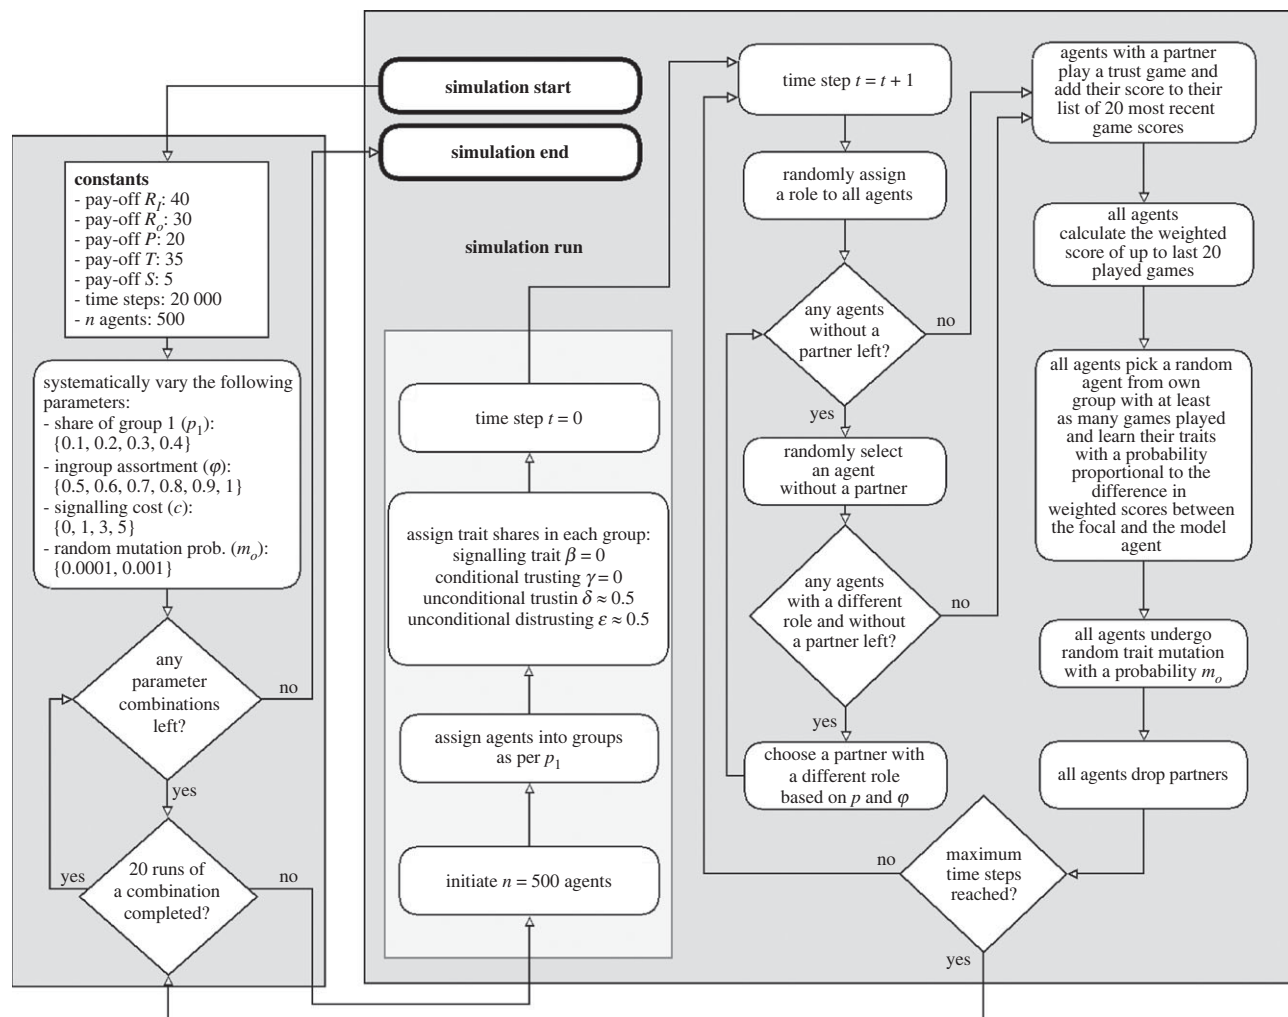 simulation start
simulation end
constants
- pay-off R_I: 40
- pay-off R_o: 30
- pay-off P: 20
- pay-off T: 35
- pay-off S: 5
- time steps: 20 000
- n agents: 500
systematically vary the following
parameters:
- share of group 1 (p_1):
{0.1, 0.2, 0.3, 0.4}
- ingroup assortment (φ):
{0.5, 0.6, 0.7, 0.8, 0.9, 1}
- signalling cost (c):
{0, 1, 3, 5}
- random mutation prob. (m_o):
{0.0001, 0.001}
any
parameter
combinations
left?
no
yes
20 runs of
a combination
completed?
yes
no
simulation run
time step t = 0
assign trait shares in each group:
signalling trait β = 0
conditional trusting γ = 0
unconditional trustin δ ≈ 0.5
unconditional distrusting ε ≈ 0.5
assign agents into groups
as per p_1
initiate n = 500 agents
time step t = t + 1
randomly assign
a role to all agents
any agents
without a
partner left?
no
yes
randomly select
an agent
without a partner
any agents
with a different
role and without
a partner left?
no
yes
choose a partner with
a different role
based on p and φ
agents with a partner
play a trust game and
add their score to their
list of 20 most recent
game scores
all agents
calculate the weighted
score of up to last 20
played games
all agents pick a random
agent from own
group with at least
as many games played
and learn their traits
with a probability
proportional to the
difference in
weighted scores between
the focal and the model
agent
all agents undergo
random trait mutation
with a probability m_o
all agents drop partners
maximum
time steps
reached?
no
yes